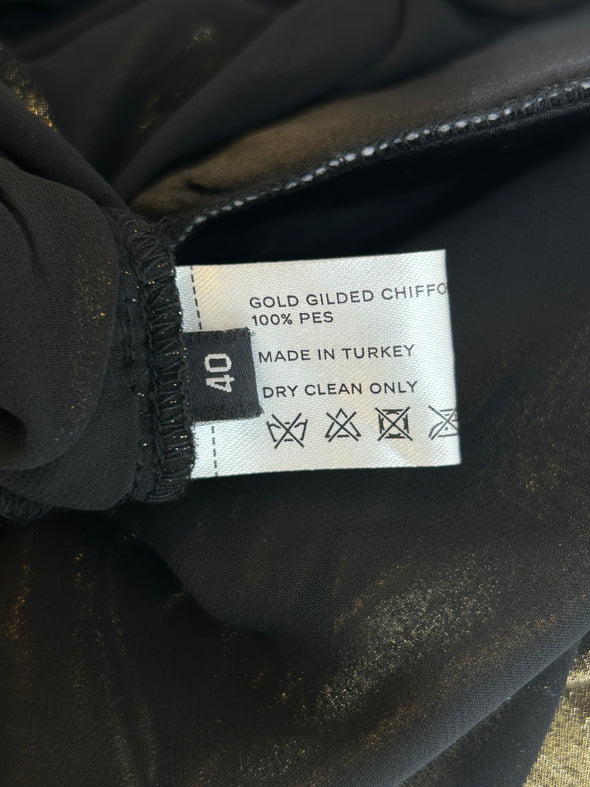 GOLD GILDED CHIFFO
100% PES
MADE IN TURKEY
DRY CLEAN ONLY
40